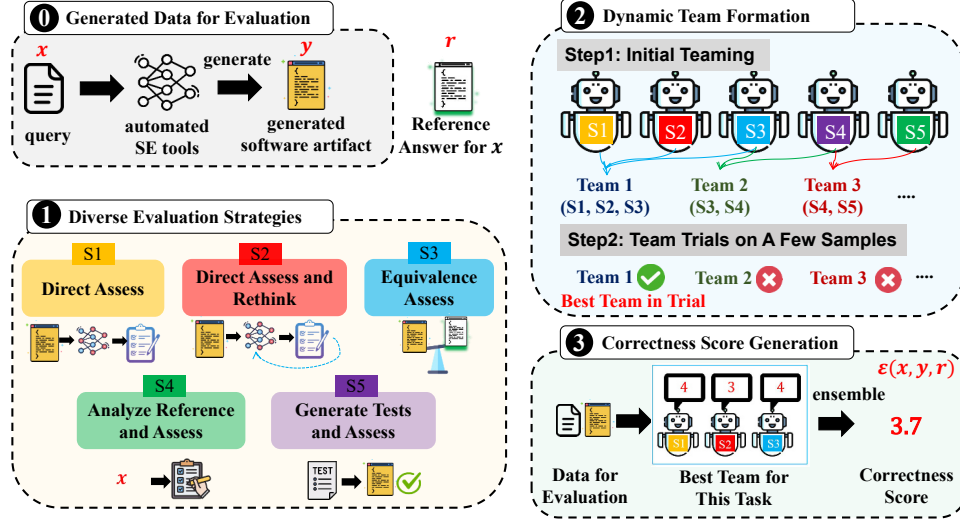 0 Generated Data for Evaluation
x
y
r
generate
query
automated
SE tools
generated
software artifact
Reference
Answer for x
1 Diverse Evaluation Strategies
S1
Direct Assess
S2
Direct Assess and
Rethink
S3
Equivalence
Assess
S4
Analyze Reference
and Assess
S5
Generate Tests
and Assess
x
TEST
2 Dynamic Team Formation
Step1: Initial Teaming
S1 S2 S3 S4 S5
Team 1
(S1, S2, S3)
Team 2
(S3, S4)
Team 3
(S4, S5)
....
Step2: Team Trials on A Few Samples
Team 1 Team 2 Team 3 ....
Best Team in Trial
3 Correctness Score Generation
4 3 4
S1 S2 S3
ensemble
ε(x, y, r)
3.7
Data for
Evaluation
Best Team for
This Task
Correctness
Score